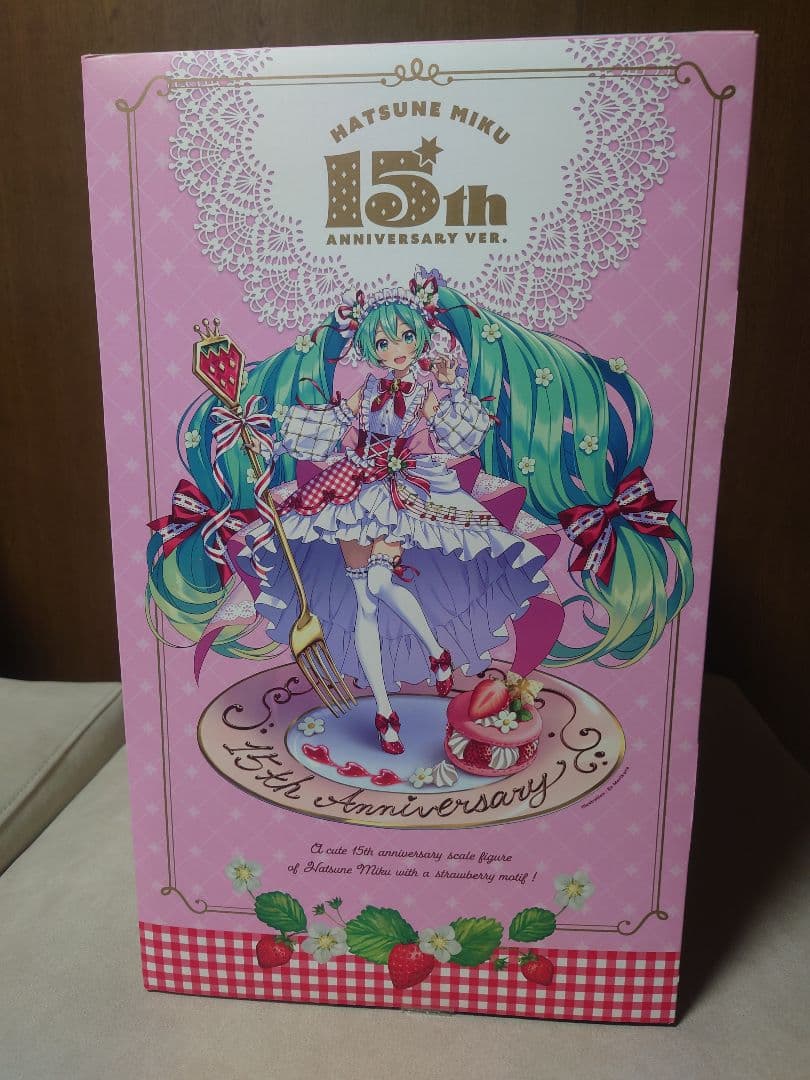 HATSUNE MIKU
15th
ANNIVERSARY VER.
15th Anniversary
A cute 15th anniversary scale figure
of Hatsune Miku with a strawberry motif !